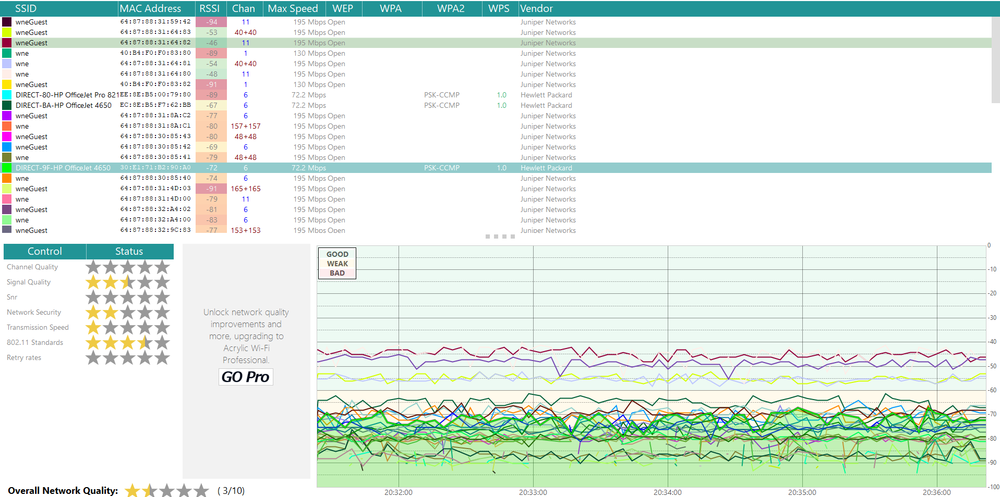 SSID MAC Address RSSI Chan Max Speed WEP WPA WPA2 WPS Vendor
wneGuest 64:87:88:31:59:42 -94 11 195 Mbps Open Juniper Networks
wneGuest 64:87:88:31:64:83 -53 40+40 195 Mbps Open Juniper Networks
wneGuest 64:87:88:31:64:82 -46 11 195 Mbps Open Juniper Networks
wne 40:B4:F0:F0:83:80 -89 1 130 Mbps Open Juniper Networks
wne 64:87:88:31:64:81 -54 40+40 195 Mbps Open Juniper Networks
wne 64:87:88:31:64:80 -48 11 195 Mbps Open Juniper Networks
wneGuest 40:B4:F0:F0:83:82 -91 1 130 Mbps Open Juniper Networks
DIRECT-80-HP OfficeJet Pro 821 EE:8E:B5:00:79:80 -89 6 72.2 Mbps PSK-CCMP 1.0 Hewlett Packard
DIRECT-BA-HP OfficeJet 4650 EC:8E:B5:F7:62:BB -67 6 72.2 Mbps PSK-CCMP 1.0 Hewlett Packard
wneGuest 64:87:88:31:8A:C2 -77 6 195 Mbps Open Juniper Networks
wne 64:87:88:31:8A:C1 -80 157+157 195 Mbps Open Juniper Networks
wneGuest 64:87:88:30:85:43 -80 48+48 195 Mbps Open Juniper Networks
wneGuest 64:87:88:30:85:42 -69 6 195 Mbps Open Juniper Networks
wne 64:87:88:30:85:41 -79 48+48 195 Mbps Open Juniper Networks
DIRECT-9F-HP OfficeJet 4650 30:E1:71:B2:90:A0 -72 6 72.2 Mbps PSK-CCMP 1.0 Hewlett Packard
wne 64:87:88:30:85:40 -74 6 195 Mbps Open Juniper Networks
wneGuest 64:87:88:31:4D:03 -91 165+165 195 Mbps Open Juniper Networks
wne 64:87:88:31:4D:00 -79 11 195 Mbps Open Juniper Networks
wneGuest 64:87:88:32:A4:02 -81 6 195 Mbps Open Juniper Networks
wne 64:87:88:32:A4:00 -83 6 195 Mbps Open Juniper Networks
wneGuest 64:87:88:32:9C:83 -77 153+153 195 Mbps Open Juniper Networks
Control Status
Channel Quality
Signal Quality
Snr
Network Security
Transmission Speed
802.11 Standards
Retry rates
Overall Network Quality: ( 3/10)
Unlock network quality
improvements and
more, upgrading to
Acrylic Wi-Fi
Professional.
GO Pro
GOOD
WEAK
BAD
0
-10
-20
-30
-40
-50
-60
-70
-80
-90
-100
20:32:00 20:33:00 20:34:00 20:35:00 20:36:00